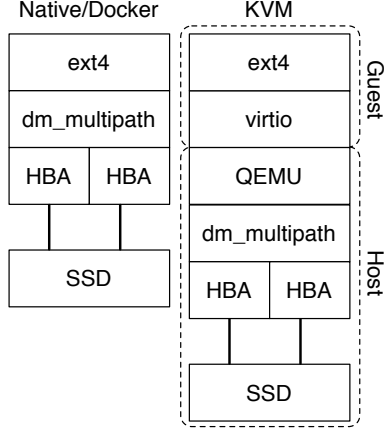 Native/Docker
ext4
dm_multipath
HBA HBA
SSD
KVM
ext4
virtio
QEMU
dm_multipath
HBA HBA
SSD
Guest
Host